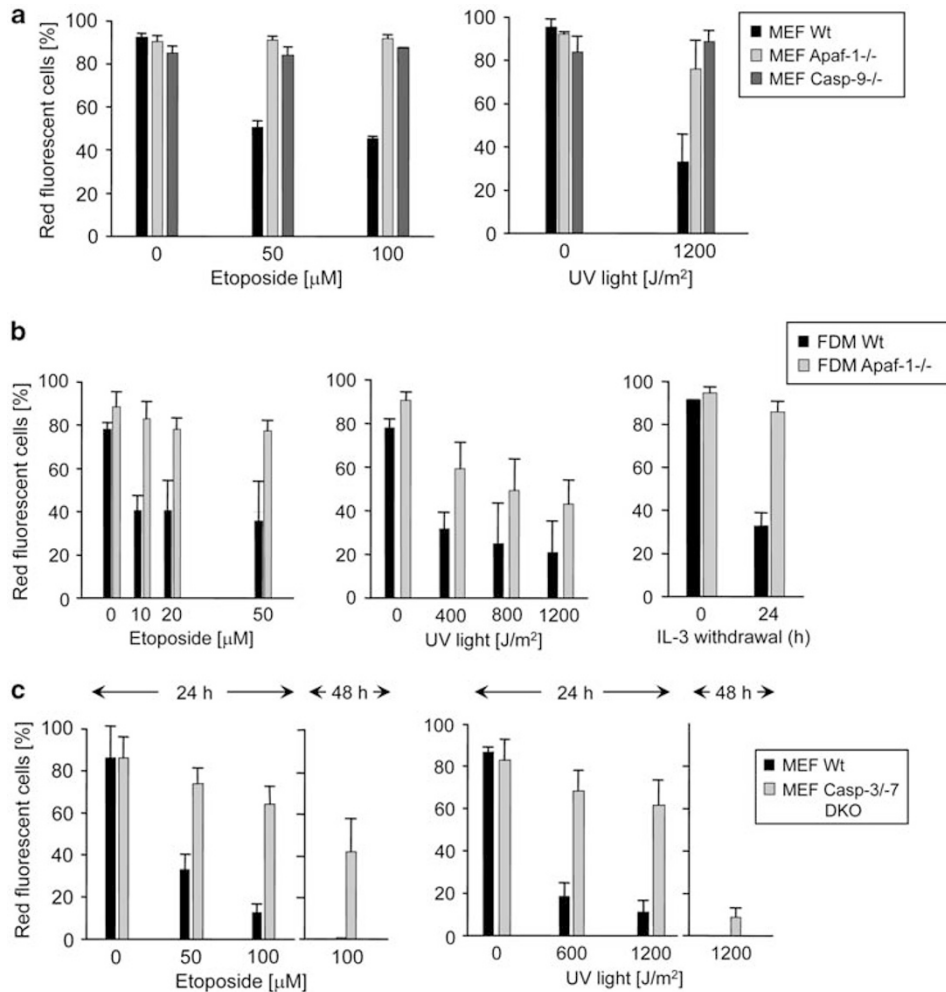 a
Red fluorescent cells [%]
100
80
60
40
20
0
0 50 100
Etoposide [μM]
100
80
60
40
20
0
0 1200
UV light [J/m²]
MEF Wt
MEF Apaf-1-/-
MEF Casp-9-/-
b
FDM Wt
FDM Apaf-1-/-
Red fluorescent cells [%]
100
80
60
40
20
0
0 10 20 50
Etoposide [μM]
100
80
60
40
20
0
0 400 800 1200
UV light [J/m²]
100
80
60
40
20
0
0 24
IL-3 withdrawal (h)
c
24 h 48 h
Red fluorescent cells [%]
100
80
60
40
20
0
0 50 100 100
Etoposide [μM]
24 h 48 h
100
80
60
40
20
0
0 600 1200 1200
UV light [J/m²]
MEF Wt
MEF Casp-3/-7
DKO